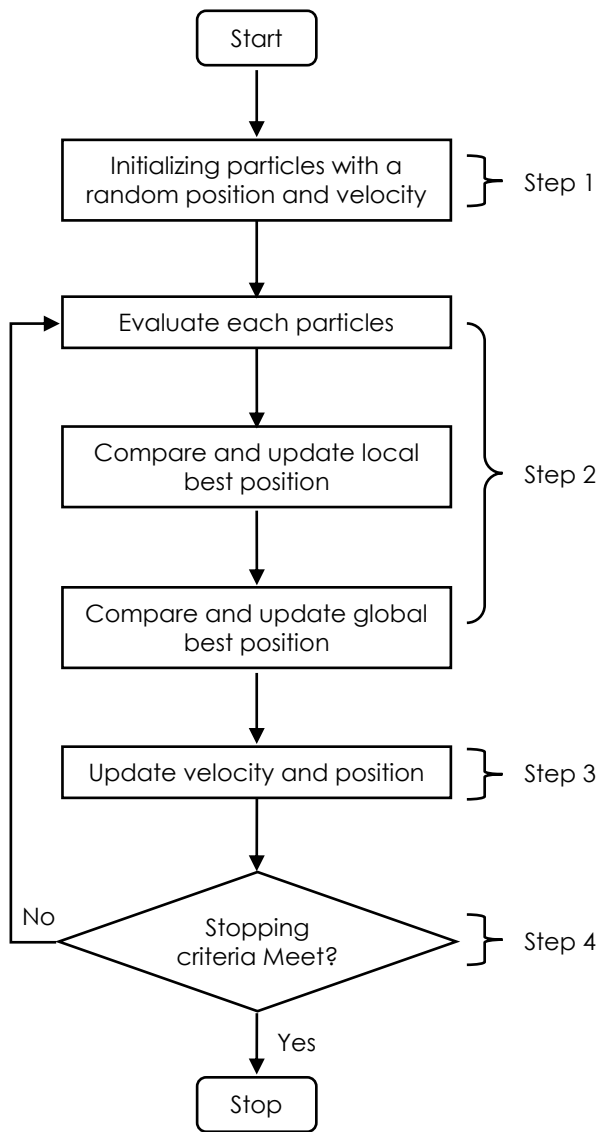 Start
Initializing particles with a
random position and velocity
Step 1
Evaluate each particles
Compare and update local
best position
Step 2
Compare and update global
best position
Update velocity and position
Step 3
No
Stopping
criteria Meet?
Step 4
Yes
Stop